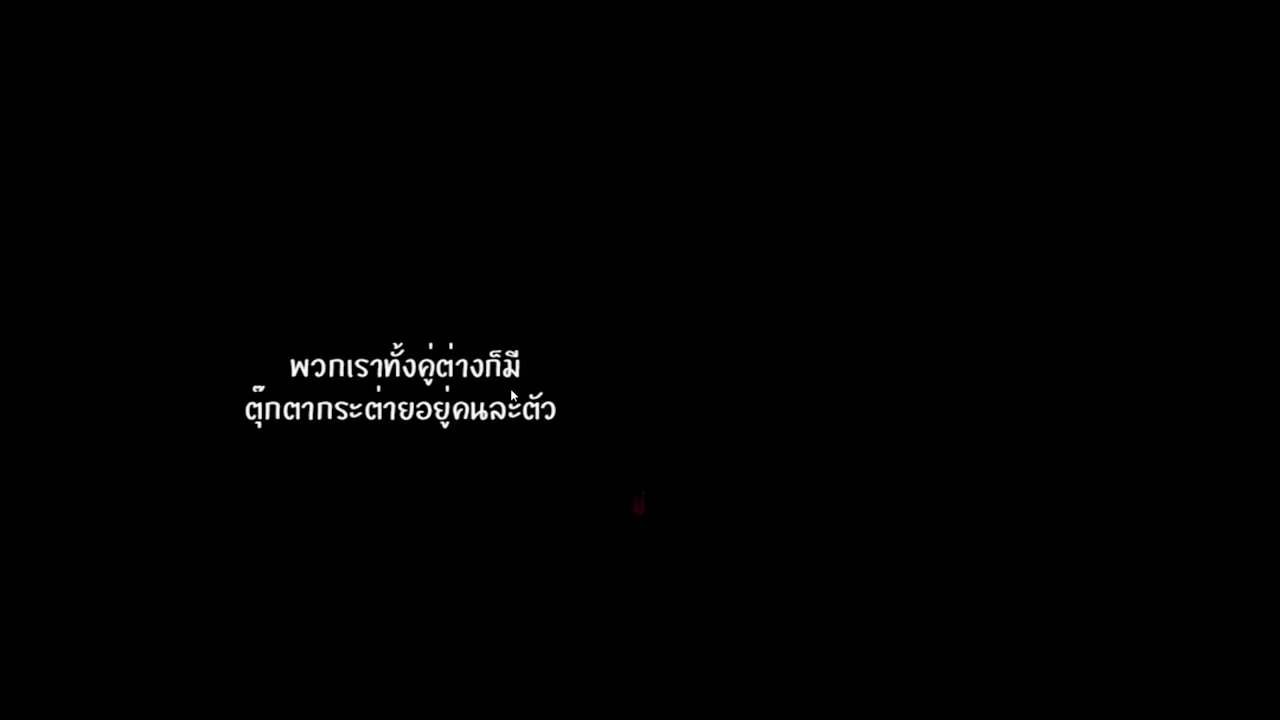 พวกเราทั้งคู่ต่างก็มี
ตุ๊กตากระต่ายอยู่คนละตัว